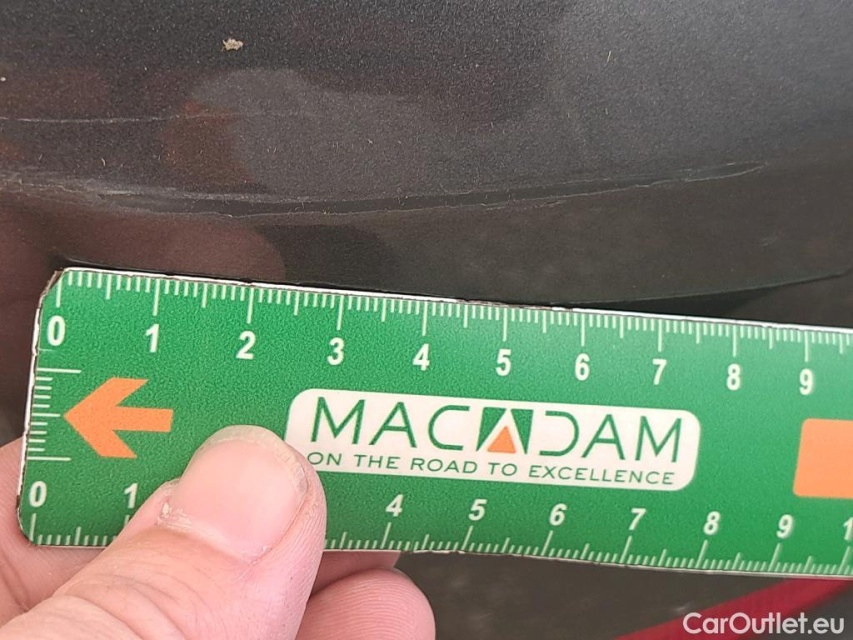 0 1 2 3 4 5 6 7 8 9
MACADAM
ON THE ROAD TO EXCELLENCE
0 1 4 5 6 7 8 9
CarOutlet.eu